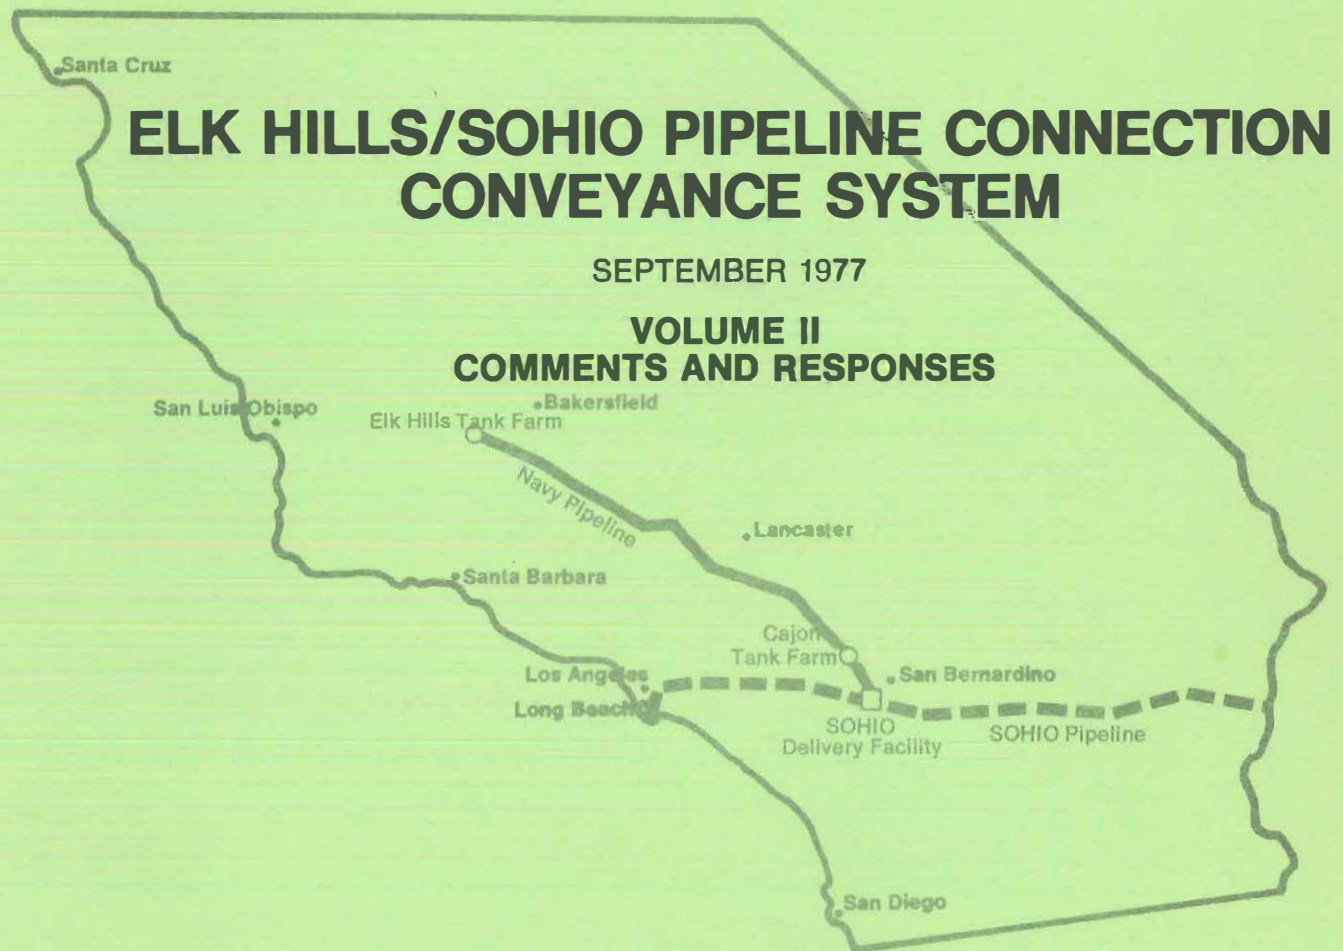 Santa Cruz
ELK HILLS/SOHIO PIPELINE CONNECTION
CONVEYANCE SYSTEM
SEPTEMBER 1977
VOLUME II
COMMENTS AND RESPONSES
San Luis Obispo
Bakersfield
Elk Hills Tank Farm
Navy Pipeline
Lancaster
Santa Barbara
Cajon
Tank Farm
Los Angeles
San Bernardino
Long Beach
SOHIO
Delivery Facility
SOHIO Pipeline
San Diego